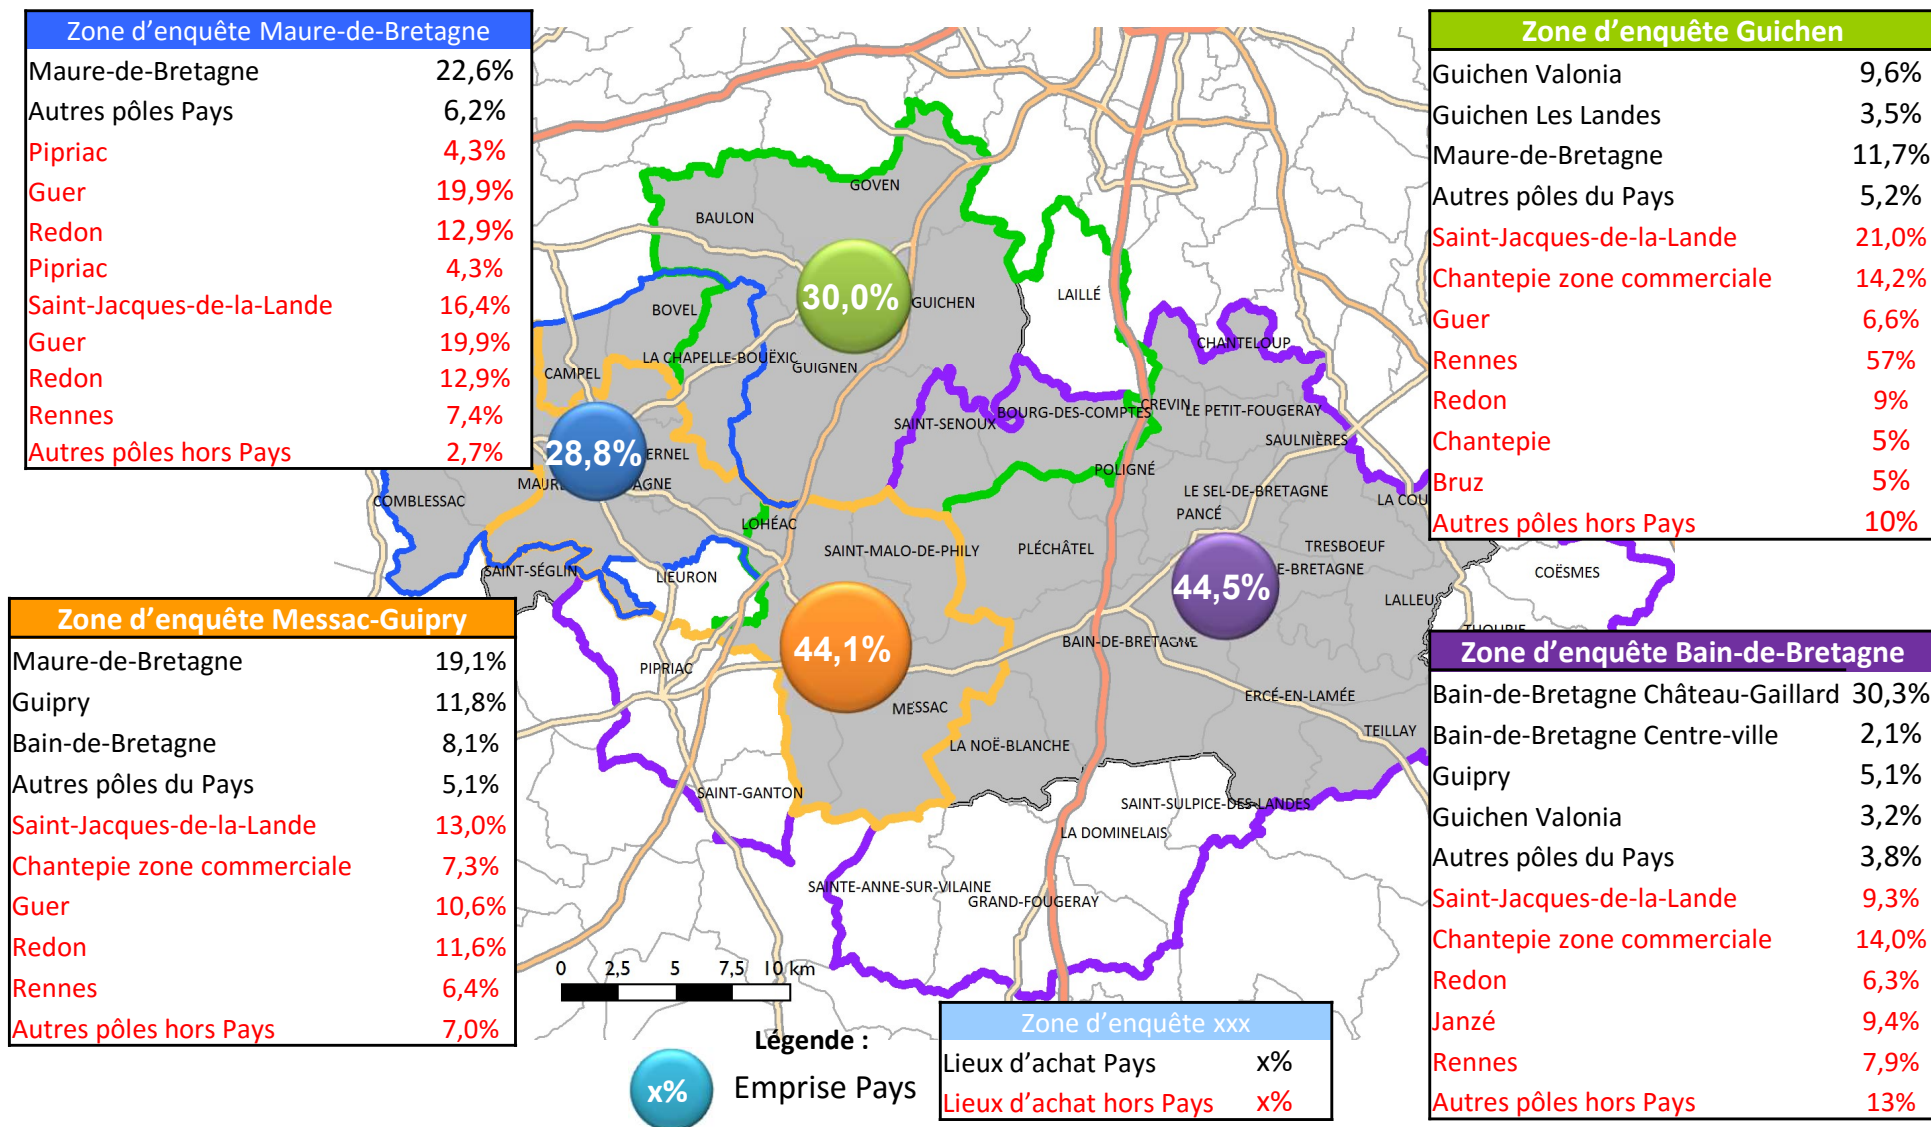 Zone d'enquête Maure-de-Bretagne
Maure-de-Bretagne 22,6%
Autres pôles Pays 6,2%
Pipriac 4,3%
Guer 19,9%
Redon 12,9%
Pipriac 4,3%
Saint-Jacques-de-la-Lande 16,4%
Guer 19,9%
Redon 12,9%
Rennes 7,4%
Autres pôles hors Pays 2,7%
Zone d'enquête Guichen
Guichen Valonia 9,6%
Guichen Les Landes 3,5%
Maure-de-Bretagne 11,7%
Autres pôles du Pays 5,2%
Saint-Jacques-de-la-Lande 21,0%
Chantepie zone commerciale 14,2%
Guer 6,6%
Rennes 57%
Redon 9%
Chantepie 5%
Bruz 5%
Autres pôles hors Pays 10%
GOVEN
BAULON
30,0%
GUICHEN
LAILLÉ
BOVEL
CHANTELOUP
LA CHAPELLE-BOUËXIC
GUIGNEN
CAMPEL
CREVIN
LE PETIT-FOUGERAY
BOURG-DES-COMPTES
SAINT-SENOUX
SAULNIÈRES
28,8%
ERNEL
POLIGNÉ
MAURE
AGNE
LE SEL-DE-BRETAGNE
COMBLESSAC
LA COU
PANCÉ
LOHÉAC
SAINT-MALO-DE-PHILY
PLÉCHÂTEL
TRESBOEUF
44,5%
E-BRETAGNE
SAINT-SÉGLIN
LIEURON
COËSMES
LALLEU
THOURIE
44,1%
BAIN-DE-BRETAGNE
PIPRIAC
ERCÉ-EN-LAMÉE
MESSAC
TEILLAY
LA NOË-BLANCHE
SAINT-GANTON
SAINT-SULPICE-DES-LANDES
LA DOMINELAIS
SAINTE-ANNE-SUR-VILAINE
GRAND-FOUGERAY
Zone d'enquête Messac-Guipry
Maure-de-Bretagne 19,1%
Guipry 11,8%
Bain-de-Bretagne 8,1%
Autres pôles du Pays 5,1%
Saint-Jacques-de-la-Lande 13,0%
Chantepie zone commerciale 7,3%
Guer 10,6%
Redon 11,6%
Rennes 6,4%
Autres pôles hors Pays 7,0%
Zone d'enquête Bain-de-Bretagne
Bain-de-Bretagne Château-Gaillard 30,3%
Bain-de-Bretagne Centre-ville 2,1%
Guipry 5,1%
Guichen Valonia 3,2%
Autres pôles du Pays 3,8%
Saint-Jacques-de-la-Lande 9,3%
Chantepie zone commerciale 14,0%
Redon 6,3%
Janzé 9,4%
Rennes 7,9%
Autres pôles hors Pays 13%
0 2,5 5 7,5 10 km
Légende :
x% Emprise Pays
Zone d'enquête xxx
Lieux d'achat Pays x%
Lieux d'achat hors Pays x%